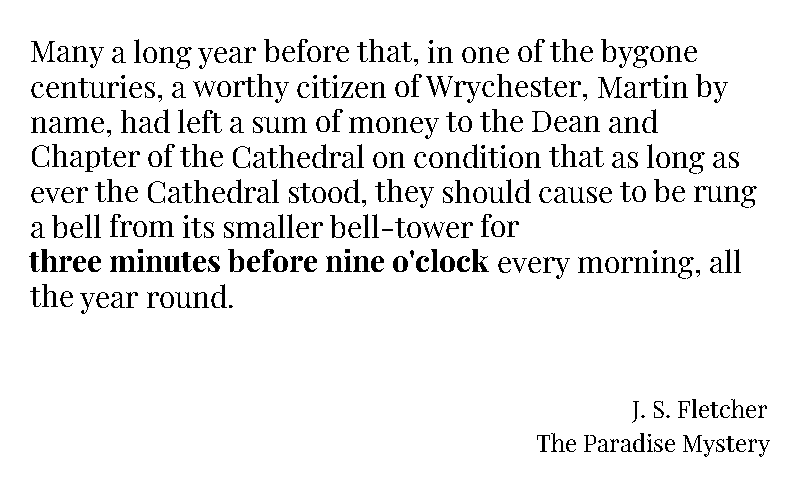 Many a long year before that, in one of the bygone
centuries, a worthy citizen of Wrychester, Martin by
name, had left a sum of money to the Dean and
Chapter of the Cathedral on condition that as long as
ever the Cathedral stood, they should cause to be rung
a bell from its smaller bell-tower for
three minutes before nine o'clock every morning, all
the year round.
J. S. Fletcher
The Paradise Mystery